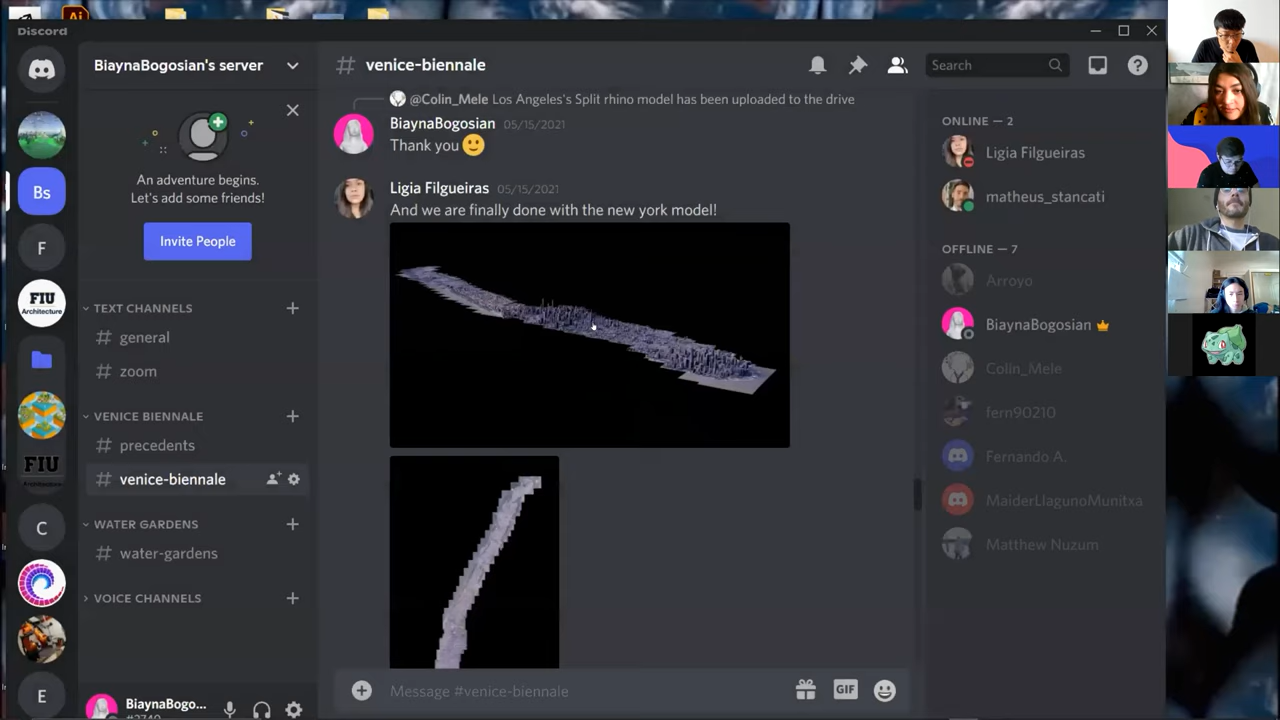 Ai
Discord
BiaynaBogosian's server
An adventure begins.
Let's add some friends!
Invite People
Bs
F
FIU
Architecture
FIU
Architecture
C
E
TEXT CHANNELS
general
zoom
VENICE BIENNALE
precedents
venice-biennale
WATER GARDENS
water-gardens
VOICE CHANNELS
BiaynaBogo...
# venice-biennale
Search
@Colin_Mele Los Angeles's Split rhino model has been uploaded to the drive
BiaynaBogosian 05/15/2021
Thank you
Ligia Filgueiras 05/15/2021
And we are finally done with the new york model!
Message #venice-biennale
GIF
ONLINE — 2
Ligia Filgueiras
matheus_stancati
OFFLINE — 7
Arroyo
BiaynaBogosian
Colin_Mele
fern90210
Fernando A.
MaiderLlagunoMunitxa
Matthew Nuzum